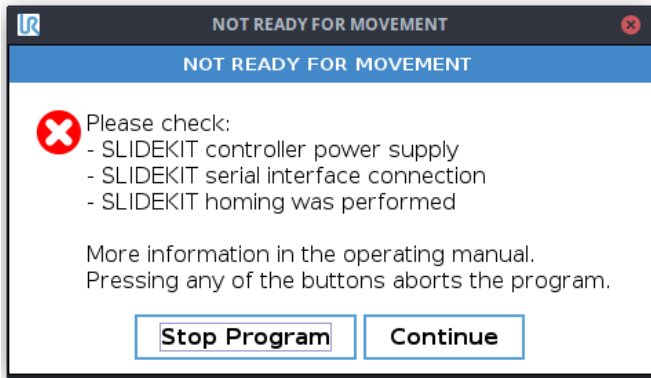 UR
NOT READY FOR MOVEMENT
NOT READY FOR MOVEMENT
Please check:
- SLIDEKIT controller power supply
- SLIDEKIT serial interface connection
- SLIDEKIT homing was performed
More information in the operating manual.
Pressing any of the buttons aborts the program.
Stop Program
Continue